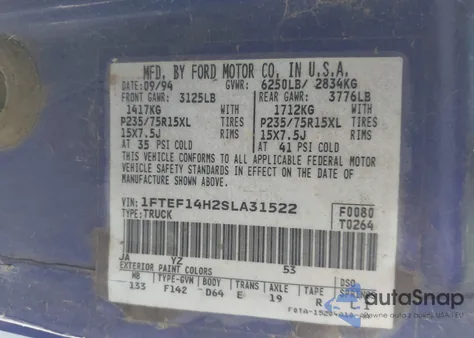 MFD. BY FORD MOTOR CO. IN U.S.A.
DATE: 09/94 GVWR: 6250LB/ 2834KG
FRONT GAWR: 3125LB REAR GAWR: 3776LB
1417KG WITH 1712KG WITH
P235/75R15XL TIRES P235/75R15XL TIRES
15X7.5J RIMS 15X7.5J RIMS
AT 35 PSI COLD AT 41 PSI COLD
THIS VEHICLE CONFORMS TO ALL APPLICABLE FEDERAL MOTOR
VEHICLE SAFETY STANDARDS IN EFFECT ON THE DATE OF
MANUFACTURE SHOWN ABOVE.
VIN: 1FTEF14H2SLA31522 F0080
TYPE: TRUCK T0264
JA YZ 53
EXTERIOR PAINT COLORS DSO
MB TYPE-GVM BODY TRANS AXLE TAPE SPRINGS
133 F142 D64 E 19 R
autoSnap